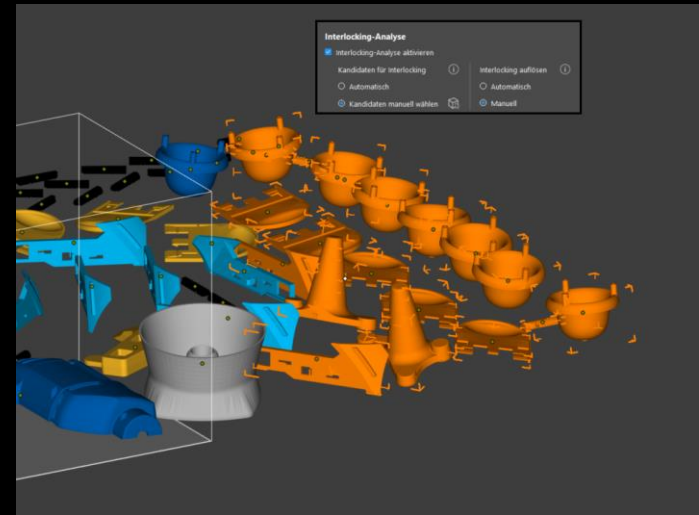 Interlocking-Analyse
Interlocking-Analyse aktivieren
Kandidaten für Interlocking
Interlocking auflösen
Automatisch
Automatisch
Kandidaten manuell wählen
Manuell